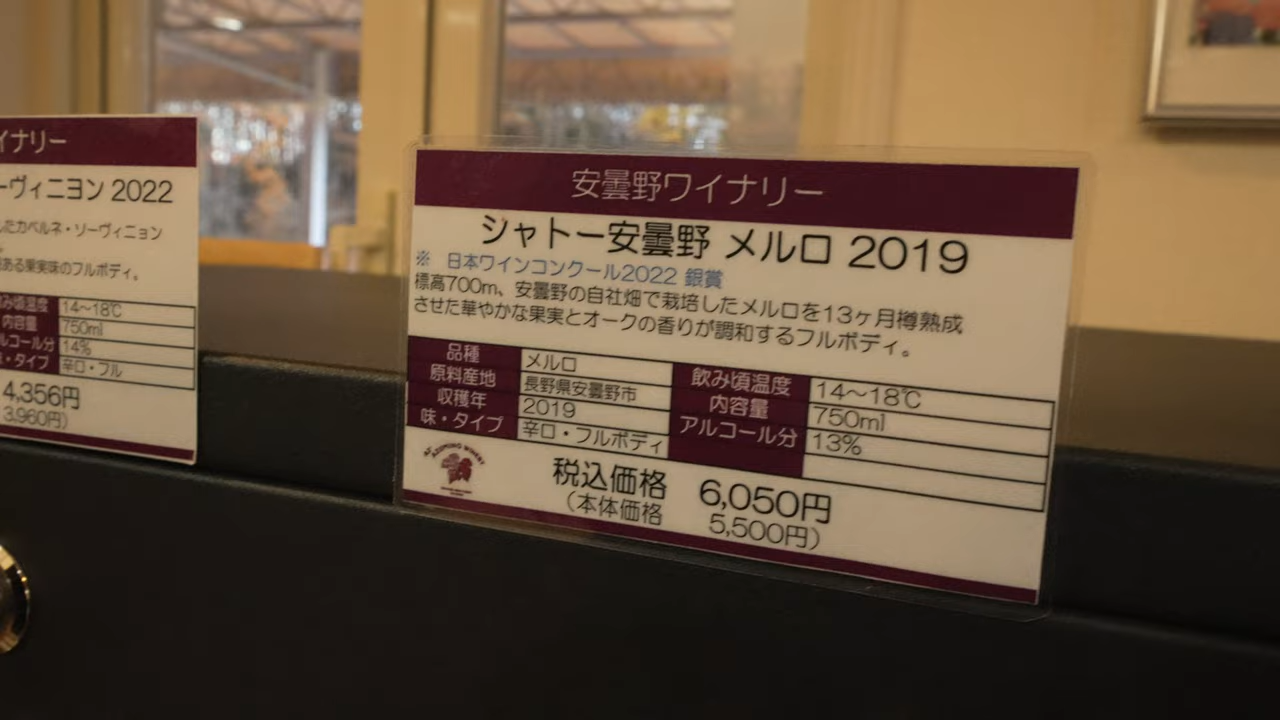 イナリー
ーヴィニヨン 2022
したカベルネ・ソーヴィニヨン
ある果実味のフルボディ。
み頃温度 14～18℃
内容量 750ml
ルコール分 14%
・タイプ 辛口・フル
4,356円
3,960円）
安曇野ワイナリー
シャトー安曇野 メルロ 2019
※ 日本ワインコンクール2022 銀賞
標高700m、安曇野の自社畑で栽培したメルロを13ヶ月樽熟成
させた華やかな果実とオークの香りが調和するフルボディ。
品種 メルロ
原料産地 長野県安曇野市
収穫年 2019
味・タイプ 辛口・フルボディ
飲み頃温度 14～18℃
内容量 750ml
アルコール分 13%
税込価格 6,050円
（本体価格 5,500円）